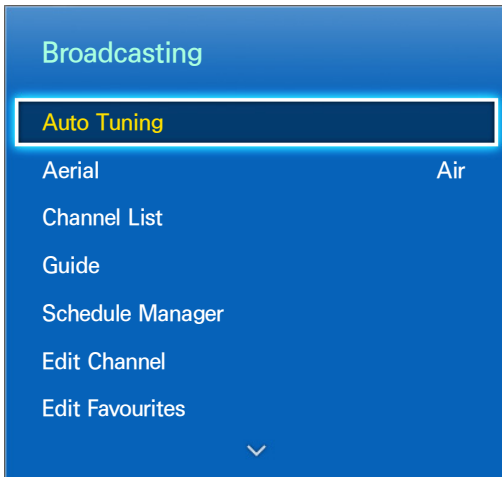 Broadcasting
Auto Tuning
Aerial Air
Channel List
Guide
Schedule Manager
Edit Channel
Edit Favourites